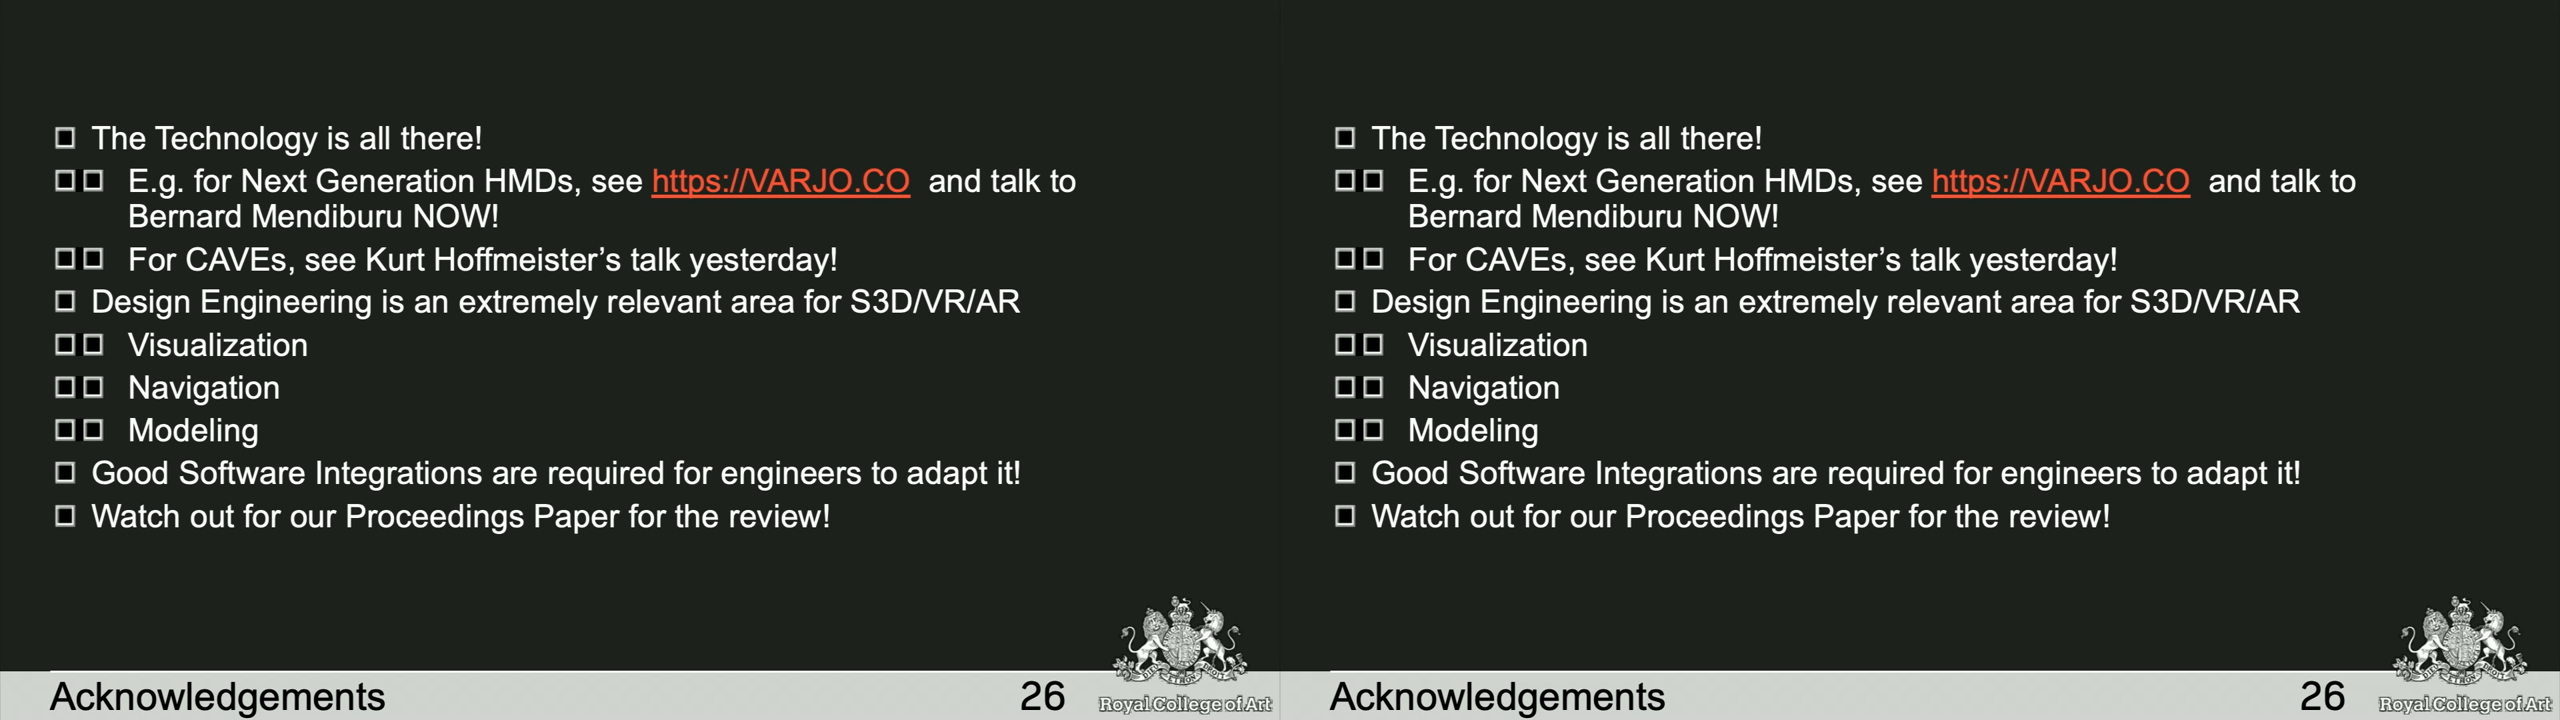 The Technology is all there!
E.g. for Next Generation HMDs, see https://VARJO.CO and talk to
Bernard Mendiburu NOW!
For CAVEs, see Kurt Hoffmeister’s talk yesterday!
Design Engineering is an extremely relevant area for S3D/VR/AR
Visualization
Navigation
Modeling
Good Software Integrations are required for engineers to adapt it!
Watch out for our Proceedings Paper for the review!
Acknowledgements
26
Royal College of Art
The Technology is all there!
E.g. for Next Generation HMDs, see https://VARJO.CO and talk to
Bernard Mendiburu NOW!
For CAVEs, see Kurt Hoffmeister’s talk yesterday!
Design Engineering is an extremely relevant area for S3D/VR/AR
Visualization
Navigation
Modeling
Good Software Integrations are required for engineers to adapt it!
Watch out for our Proceedings Paper for the review!
Acknowledgements
26
Royal College of Art